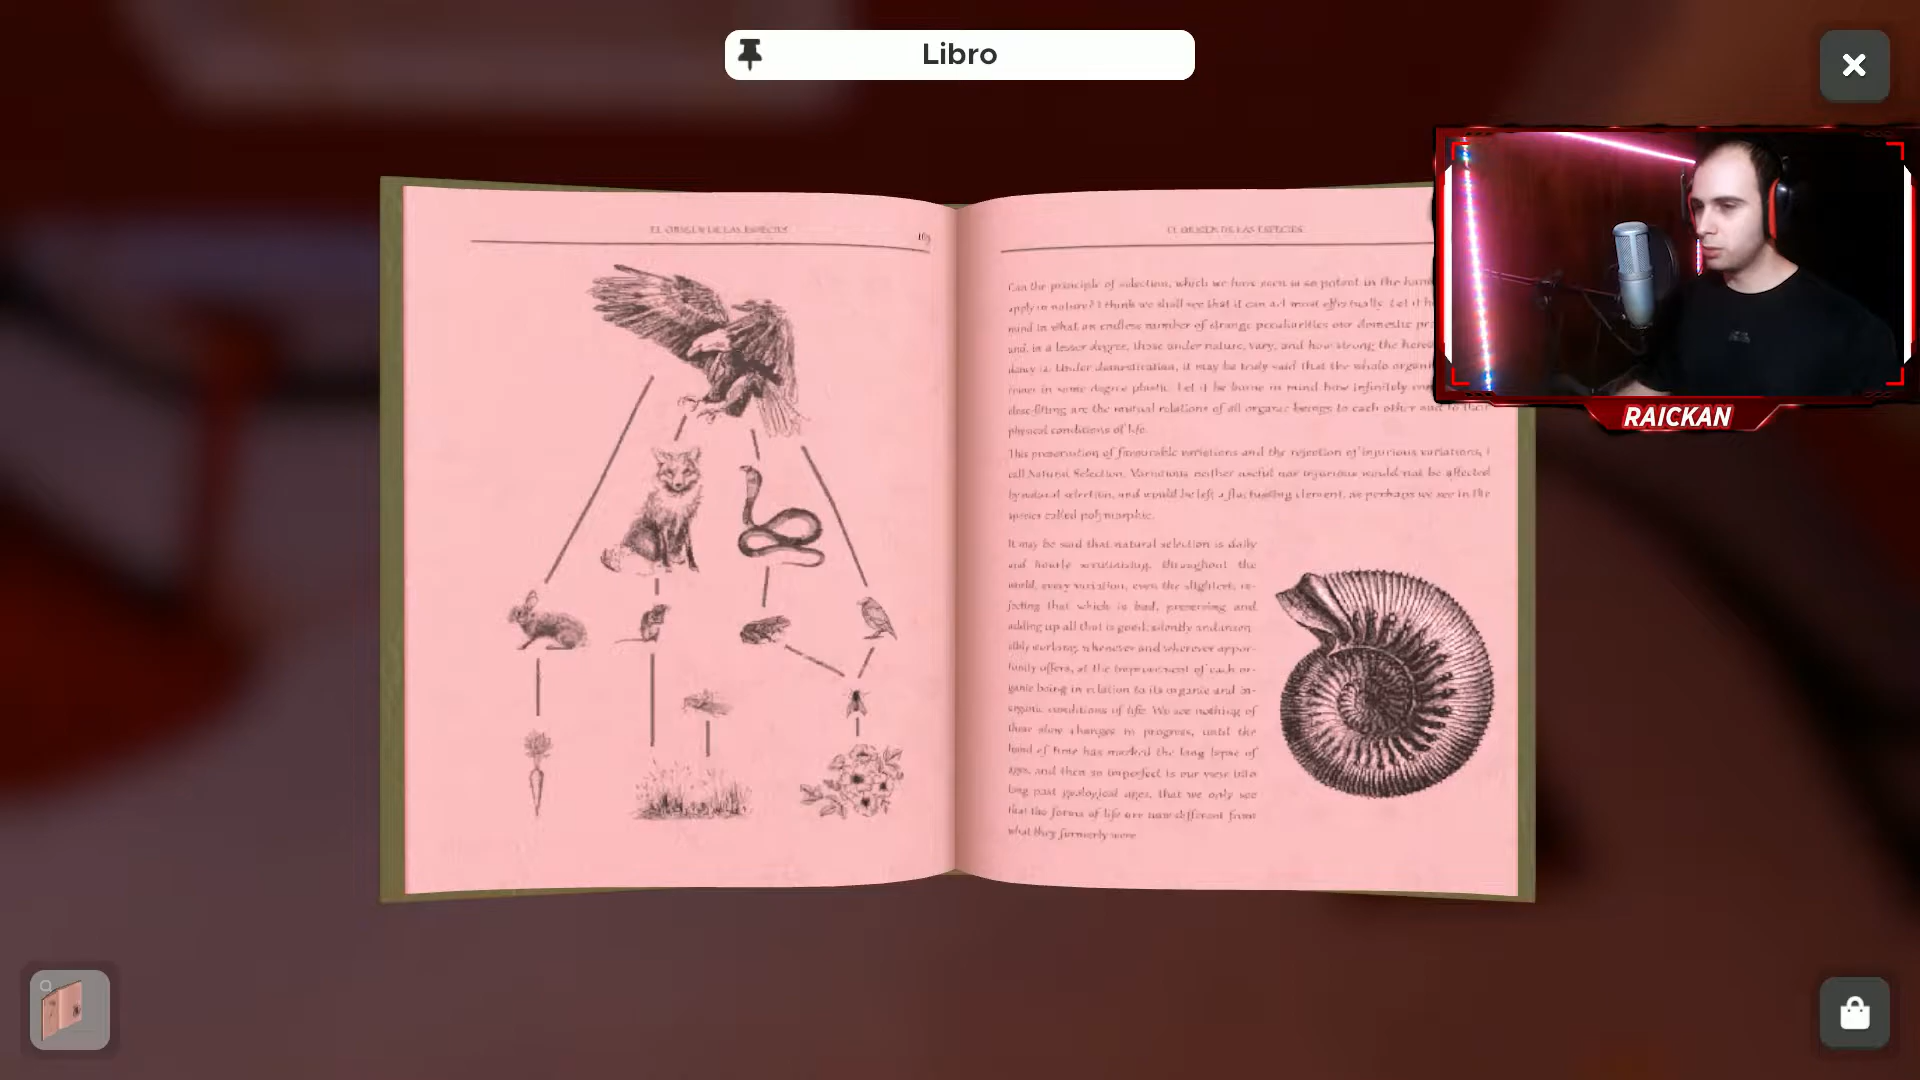 Libro
EL ORIGEN DE LAS ESPECIES
163
EL ORIGEN DE LAS ESPECIES
Can the principle of selection, which we have seen is so potent in the
apply in nature? I think we shall see that it can act most effectually. Let it
mind in what an endless number of strange peculiarities our domestic
and, in a lesser degree, those under nature, vary, and how strong the
dency is. Under domestication, it may be truly said that the whole
comes in some degree plastic. Let it be borne in mind how infinitely
close-fitting are the mutual relations of all organic beings to each other and to their
physical conditions of life.
This preservation of favourable variations and the rejection of injurious variations, I
call Natural Selection. Variations neither useful nor injurious would not be affected
by natural selection, and would be left a fluctuating element, as perhaps we see in the
species called polymorphic.
It may be said that natural selection is daily
and hourly scrutinizing, throughout the
world, every variation, even the slightest, re-
jecting that which is bad, preserving and
adding up all that is good; silently and insen-
sibly working, whenever and wherever oppor-
tunity offers, at the improvement of each or-
ganic being in relation to its organic and in-
organic conditions of life. We see nothing of
these slow changes in progress, until the
hand of time has marked the long lapse of
ages, and then so imperfect is our view into
long past geological ages, that we only see
that the forms of life are now different from
what they formerly were
RAICKAN